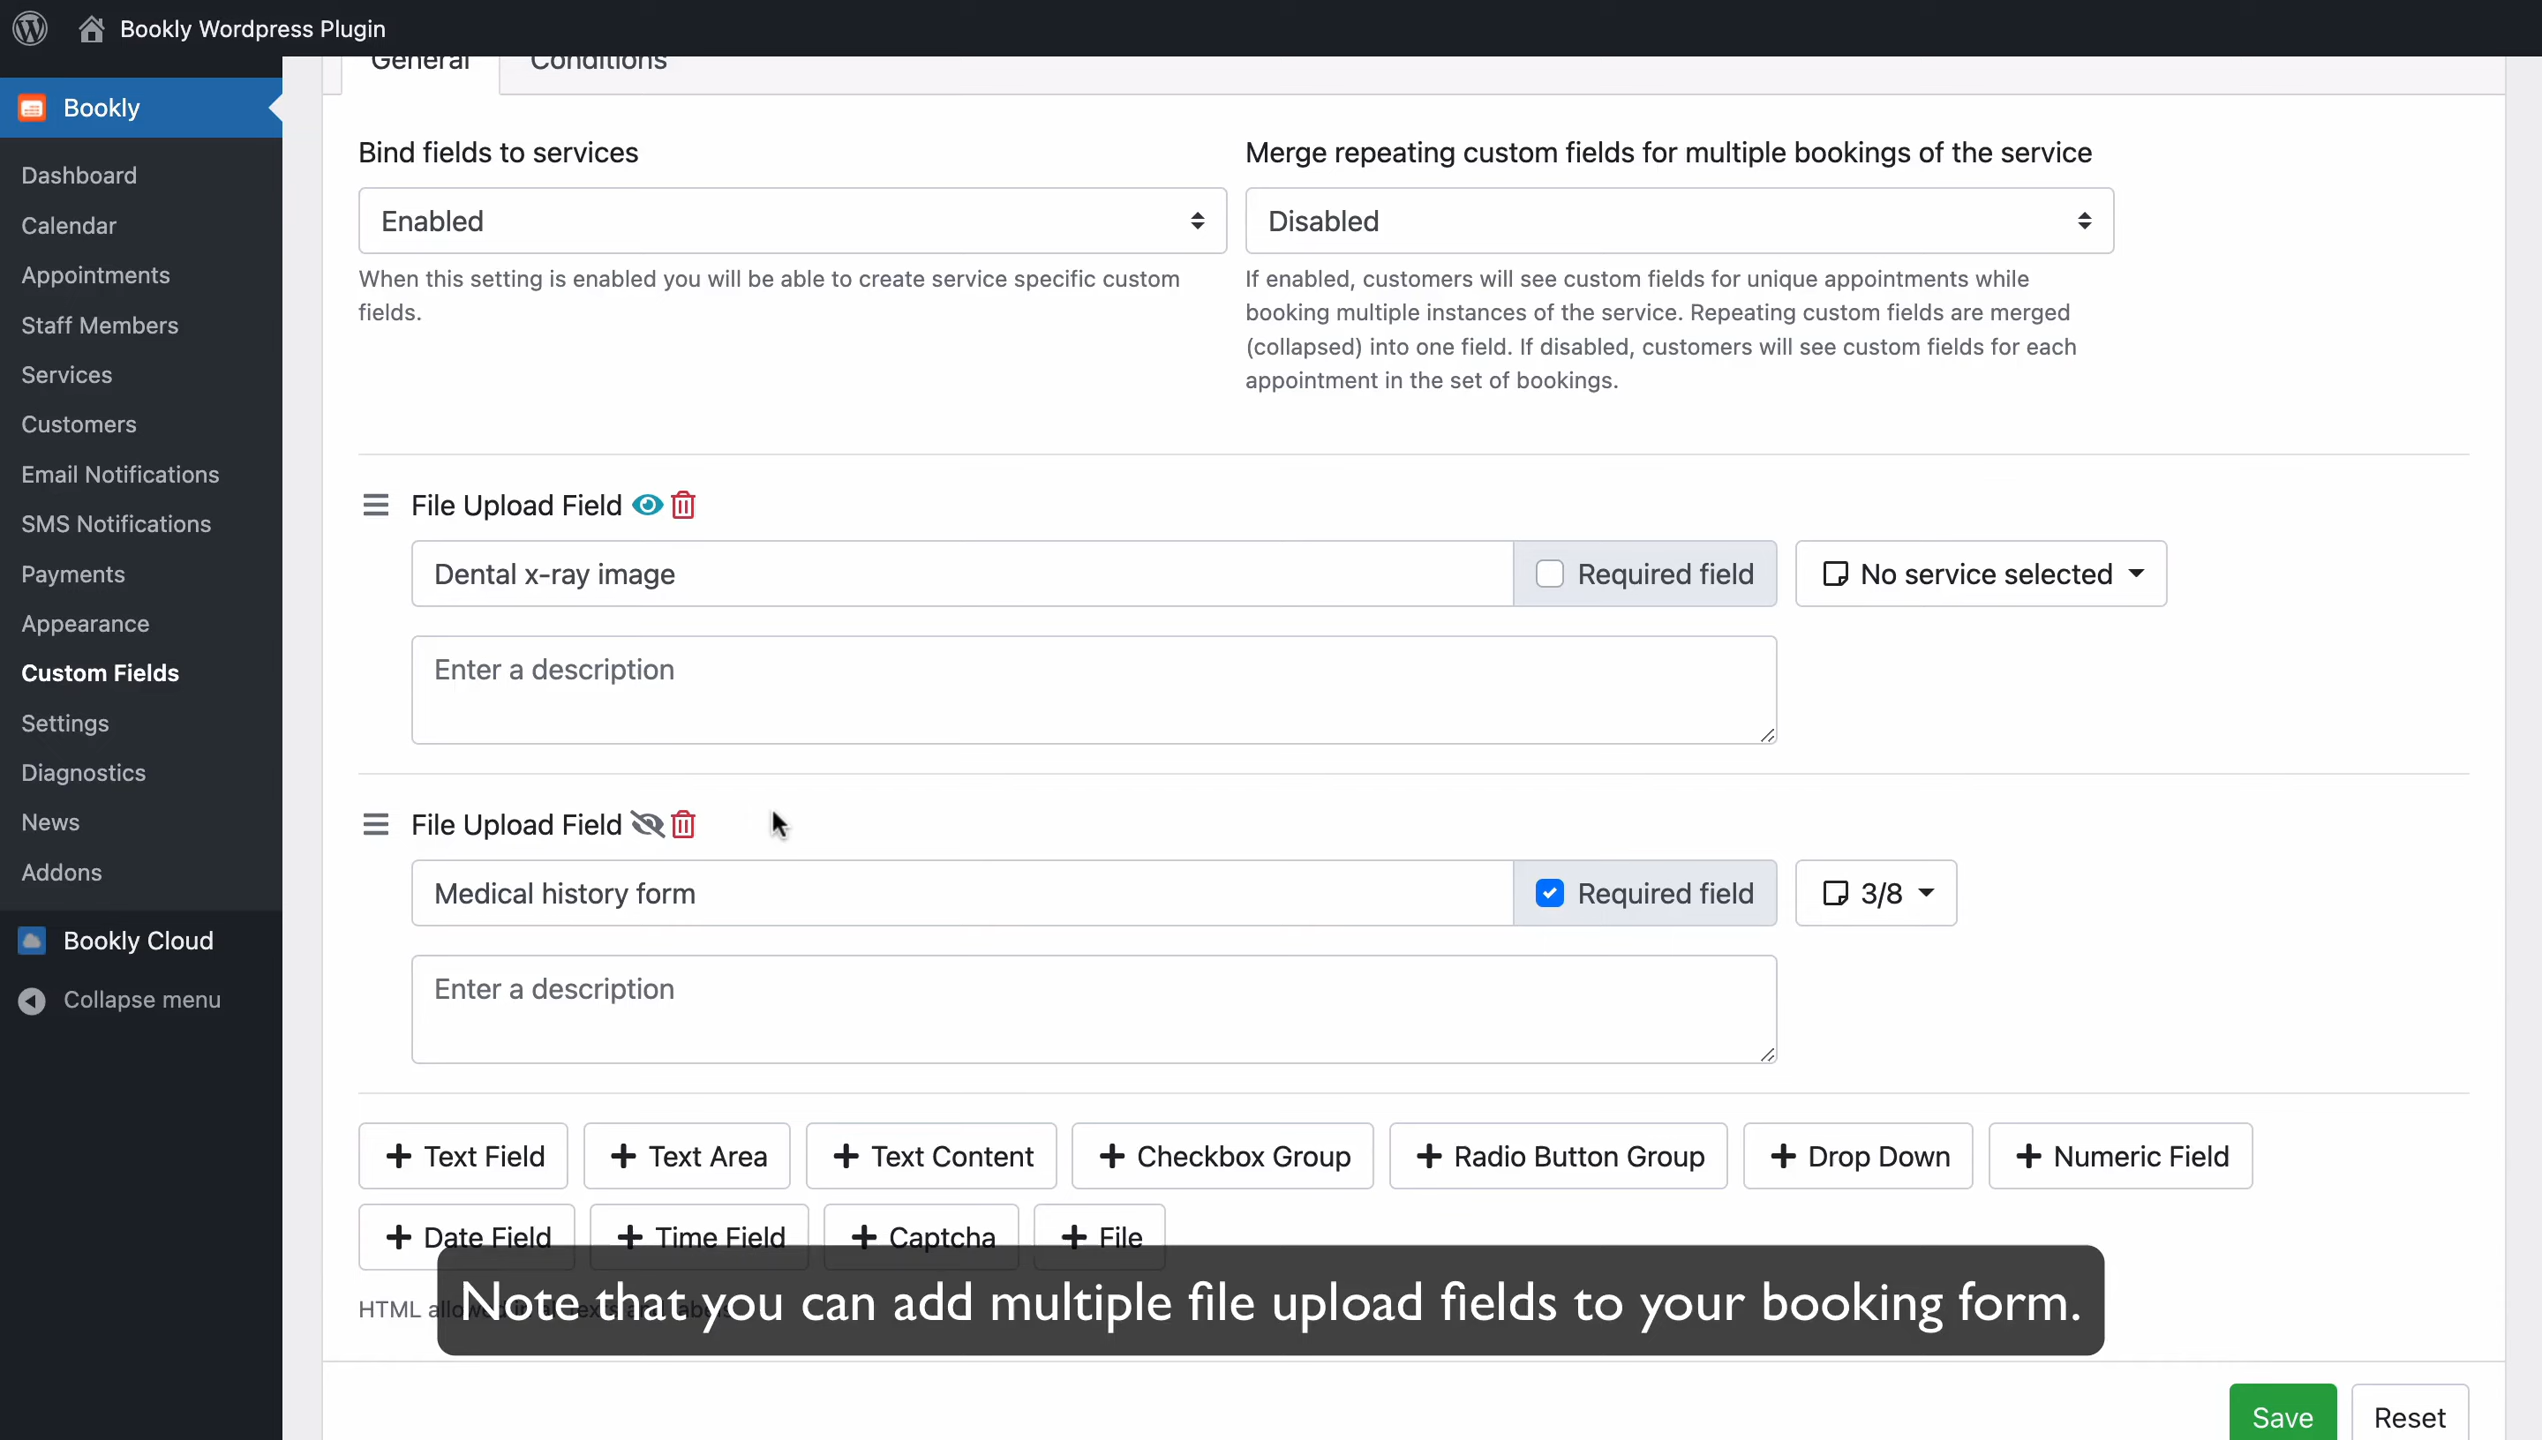 Bookly Wordpress Plugin
General
Conditions
Bookly
Dashboard
Calendar
Appointments
Staff Members
Services
Customers
Email Notifications
SMS Notifications
Payments
Appearance
Custom Fields
Settings
Diagnostics
News
Addons
Bookly Cloud
Collapse menu
Bind fields to services
Enabled
When this setting is enabled you will be able to create service specific custom
fields.
Merge repeating custom fields for multiple bookings of the service
Disabled
If enabled, customers will see custom fields for unique appointments while
booking multiple instances of the service. Repeating custom fields are merged
(collapsed) into one field. If disabled, customers will see custom fields for each
appointment in the set of bookings.
File Upload Field
Dental x-ray image
Required field
No service selected
Enter a description
File Upload Field
Medical history form
Required field
3/8
Enter a description
Text Field
Text Area
Text Content
Checkbox Group
Radio Button Group
Drop Down
Numeric Field
Date Field
Time Field
Captcha
File
HTML
Note that you can add multiple file upload fields to your booking form.
Save
Reset